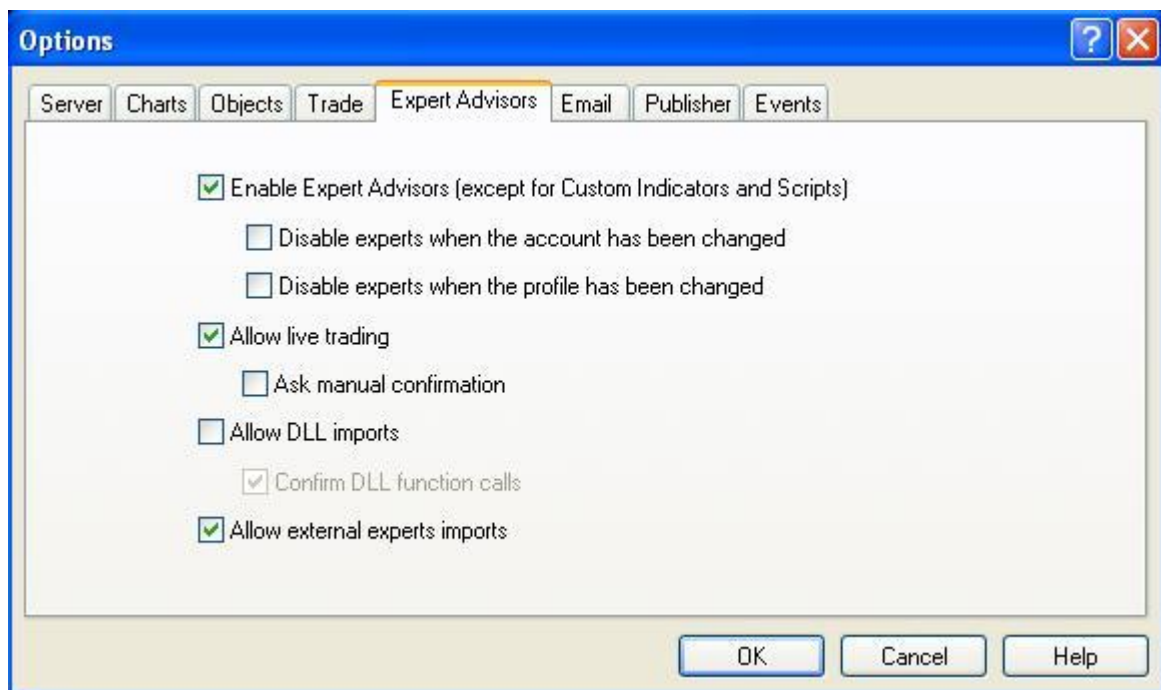 Options
Server Charts Objects Trade Expert Advisors Email Publisher Events
Enable Expert Advisors (except for Custom Indicators and Scripts)
Disable experts when the account has been changed
Disable experts when the profile has been changed
Allow live trading
Ask manual confirmation
Allow DLL imports
Confirm DLL function calls
Allow external experts imports
OK Cancel Help